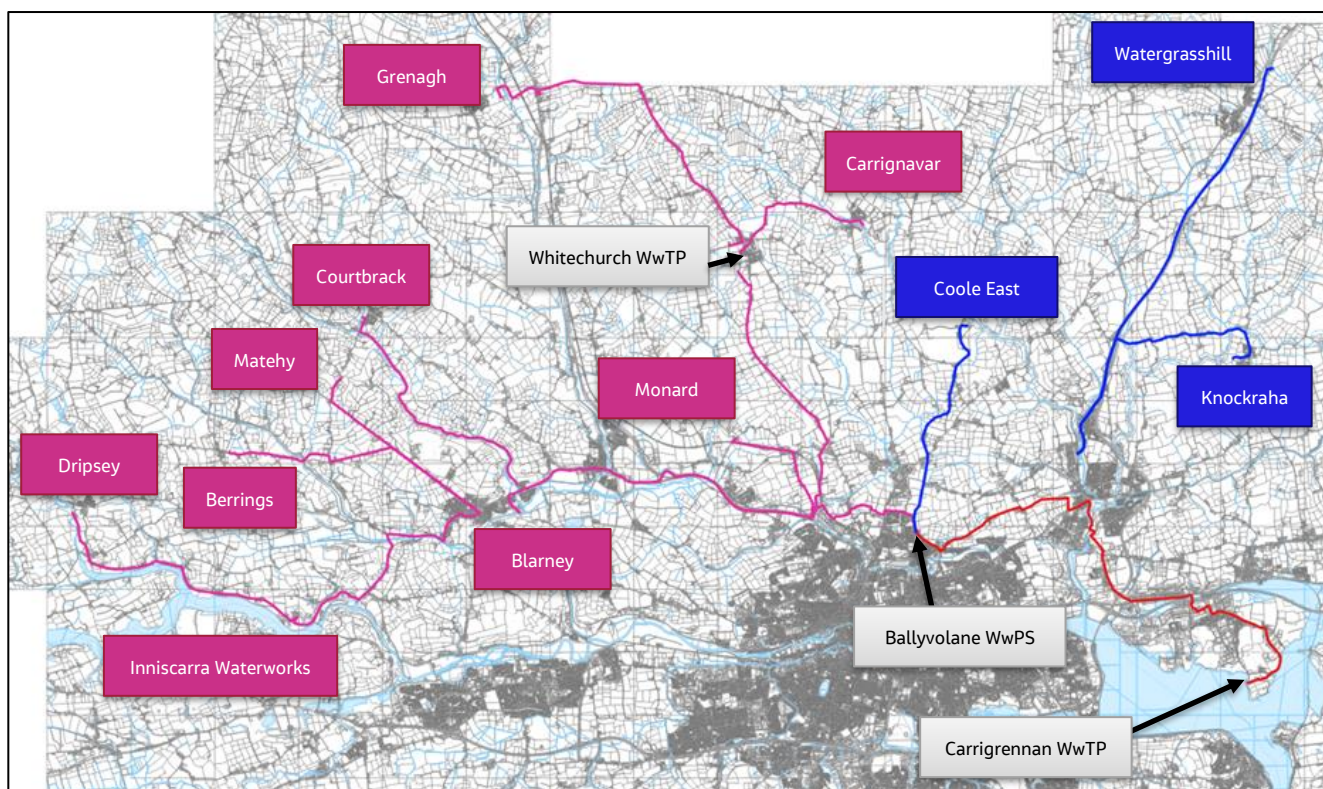 Watergrasshill
Grenagh
Carrignavar
Whitechurch WwTP
Courtbrack
Coole East
Matehy
Monard
Knockraha
Dripsey
Berrings
Blarney
Ballyvolane WwPS
Inniscarra Waterworks
Carrigrennan WwTP